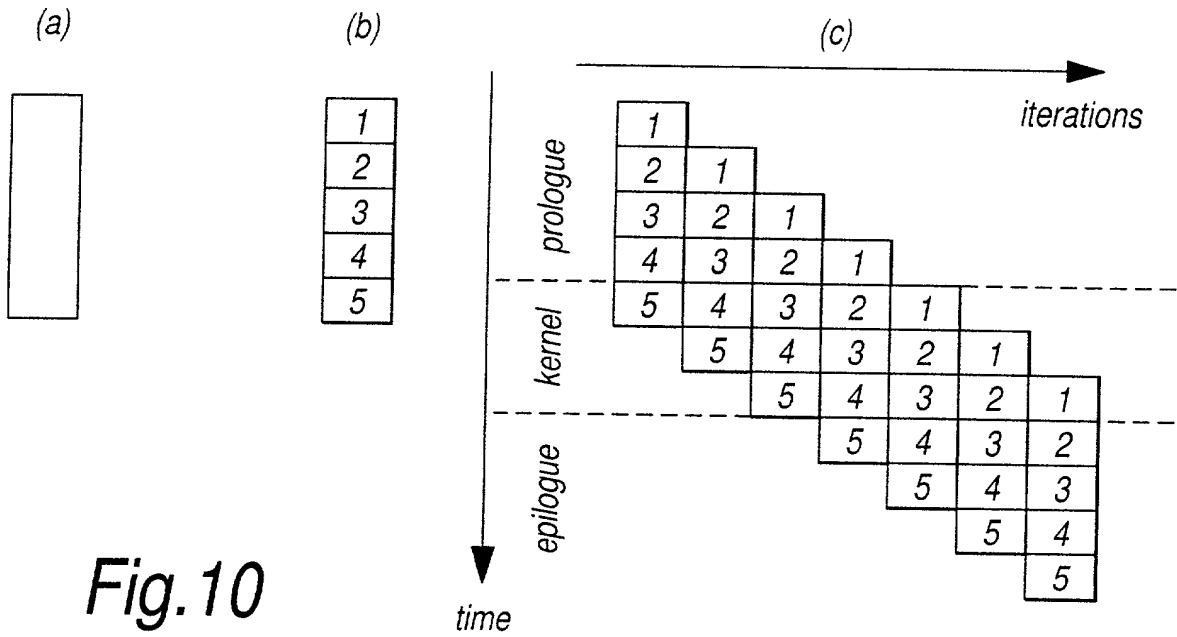 (a) (b) (c)
iterations
1
2
3
4
5
prologue
kernel
epilogue
1
2 1
3 2 1
4 3 2 1
5 4 3 2 1
5 4 3 2 1
5 4 3 2 1
5 4 3 2
5 4 3
5 4
5
time
Fig.10